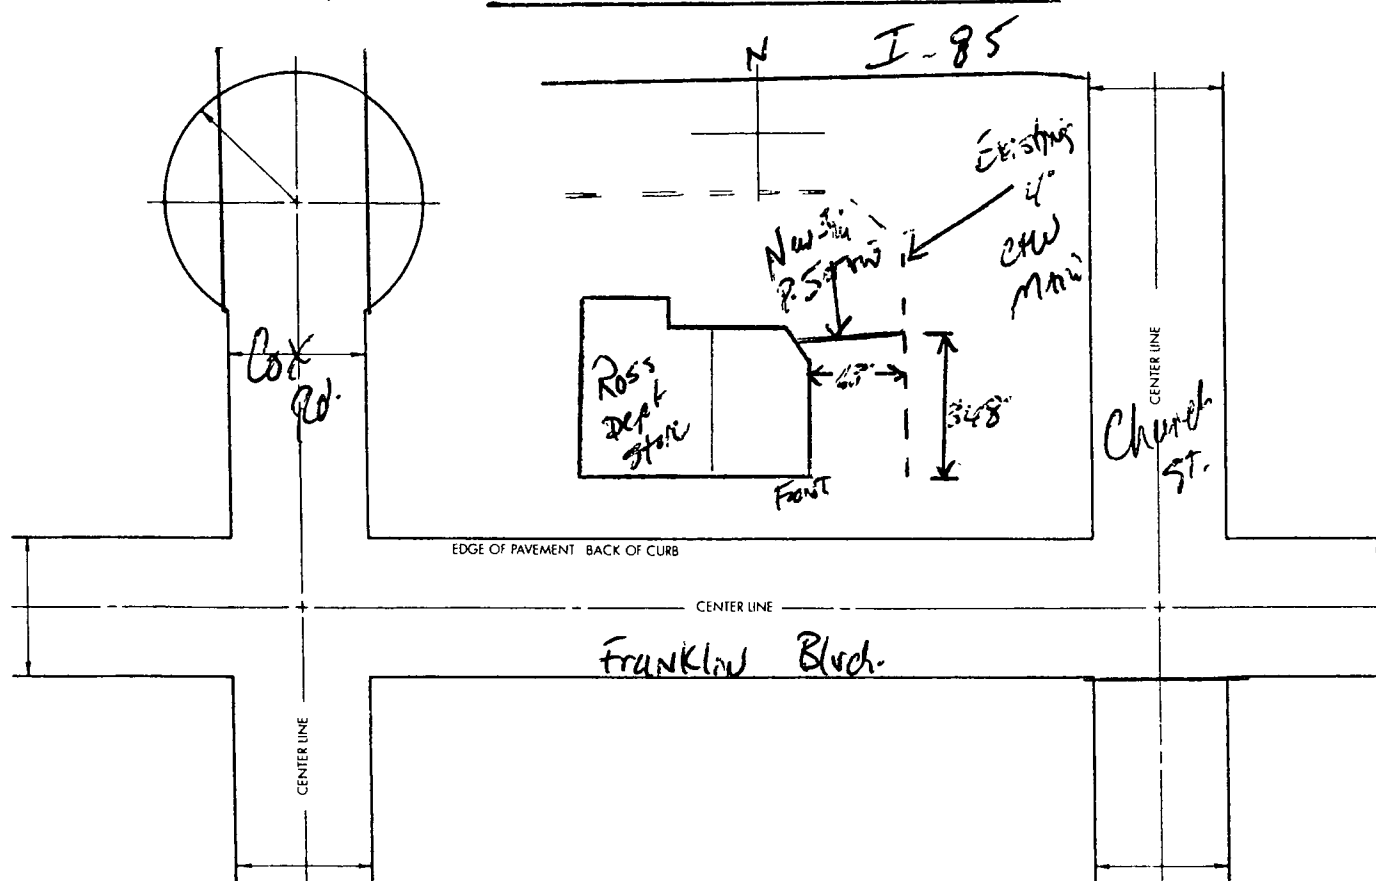 I-85
N
Existing
4"
CHW
MAIN
New
P.
Cox
Rd.
Ross
Dept
Store
348'
CENTER LINE
Church
ST.
Front
EDGE OF PAVEMENT BACK OF CURB
CENTER LINE
Franklin Blvd.
CENTER LINE